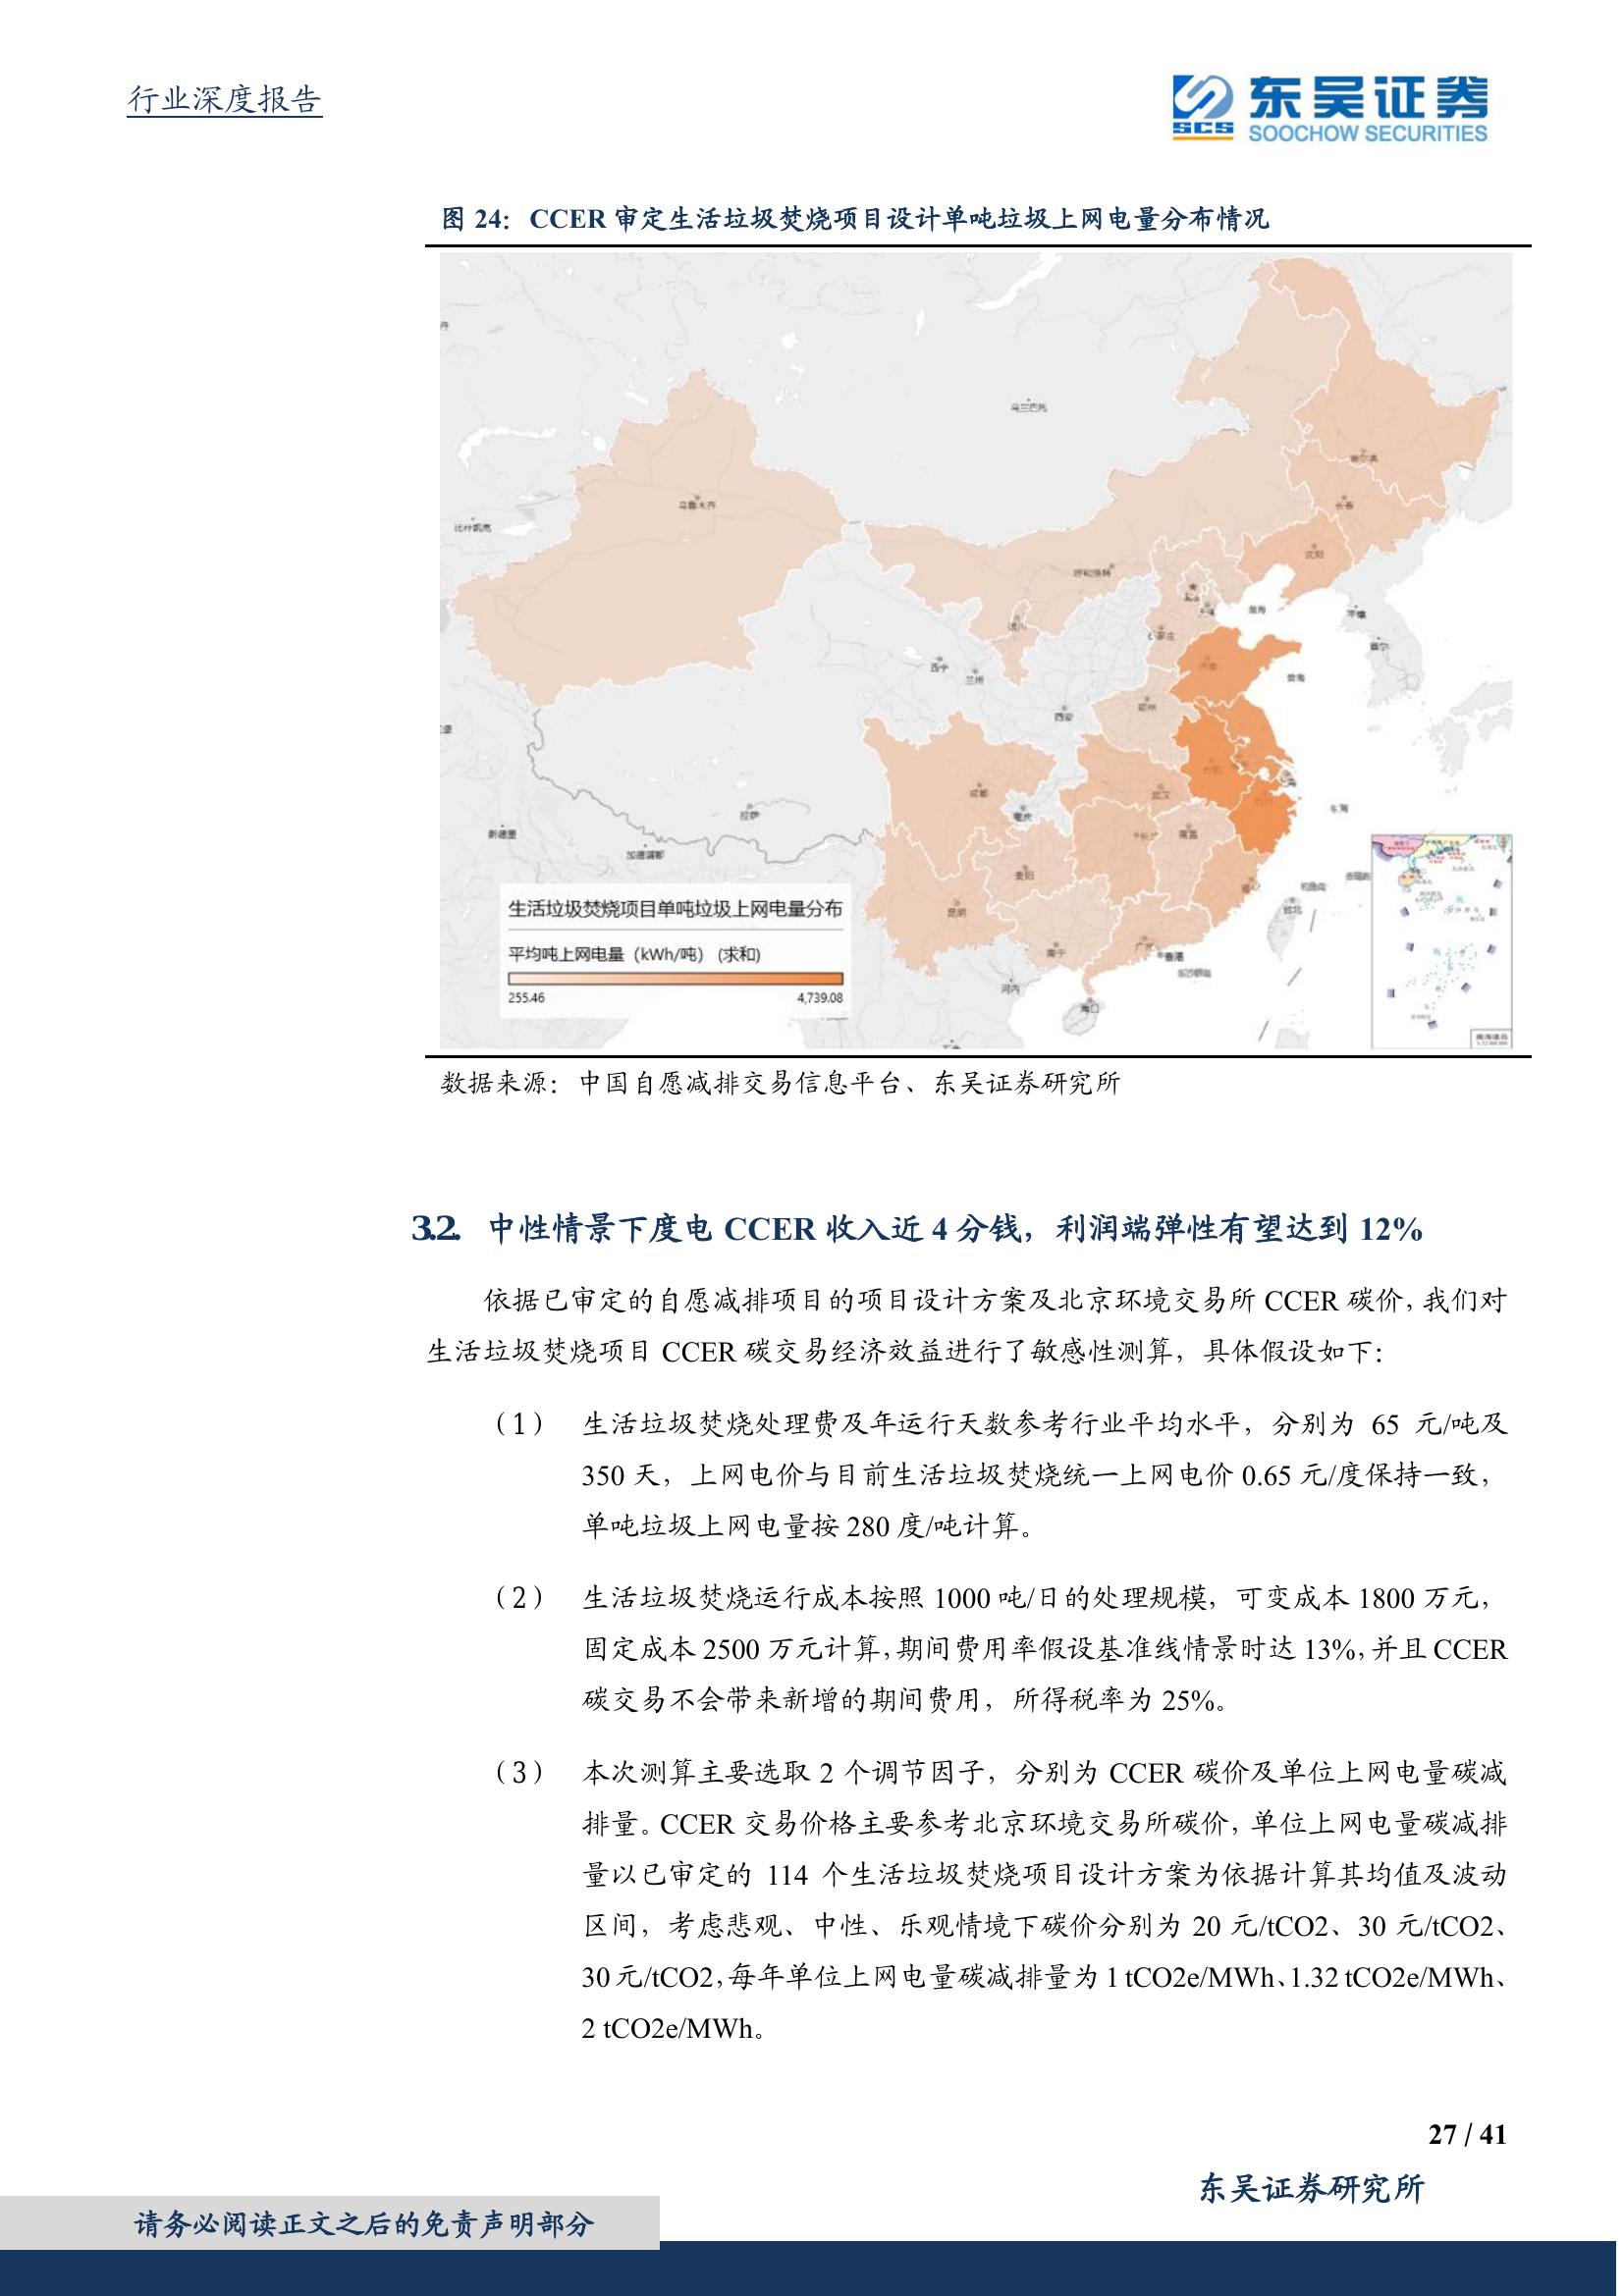 行业深度报告
东吴证券
SCS
SOOCHOW SECURITIES
图 24：CCER 审定生活垃圾焚烧项目设计单吨垃圾上网电量分布情况
乌兰巴托
哈尔滨
乌鲁木齐
长春
比什凯克
沈阳
呼和浩特
渤海
平壤
银川
石家庄
首尔
西宁
济南
兰州
黄海
郑州
西安
合肥
成都
武汉
重庆
东海
拉萨
新德里
长沙
南昌
加德满都
贵阳
昆明
台北
南宁
广州
香港
东沙群岛
河内
海口
南海诸岛
生活垃圾焚烧项目单吨垃圾上网电量分布
平均吨上网电量（kWh/吨）(求和)
255.46
4,739.08
数据来源：中国自愿减排交易信息平台、东吴证券研究所
3.2. 中性情景下度电 CCER 收入近 4 分钱，利润端弹性有望达到 12%
依据已审定的自愿减排项目的项目设计方案及北京环境交易所 CCER 碳价，我们对
生活垃圾焚烧项目 CCER 碳交易经济效益进行了敏感性测算，具体假设如下：
（1） 生活垃圾焚烧处理费及年运行天数参考行业平均水平，分别为 65 元/吨及
350 天，上网电价与目前生活垃圾焚烧统一上网电价 0.65 元/度保持一致，
单吨垃圾上网电量按 280 度/吨计算。
（2） 生活垃圾焚烧运行成本按照 1000 吨/日的处理规模，可变成本 1800 万元，
固定成本 2500 万元计算，期间费用率假设基准线情景时达 13%，并且 CCER
碳交易不会带来新增的期间费用，所得税率为 25%。
（3） 本次测算主要选取 2 个调节因子，分别为 CCER 碳价及单位上网电量碳减
排量。CCER 交易价格主要参考北京环境交易所碳价，单位上网电量碳减排
量以已审定的 114 个生活垃圾焚烧项目设计方案为依据计算其均值及波动
区间，考虑悲观、中性、乐观情境下碳价分别为 20 元/tCO2、30 元/tCO2、
30 元/tCO2，每年单位上网电量碳减排量为 1 tCO2e/MWh、1.32 tCO2e/MWh、
2 tCO2e/MWh。
27 / 41
东吴证券研究所
请务必阅读正文之后的免责声明部分